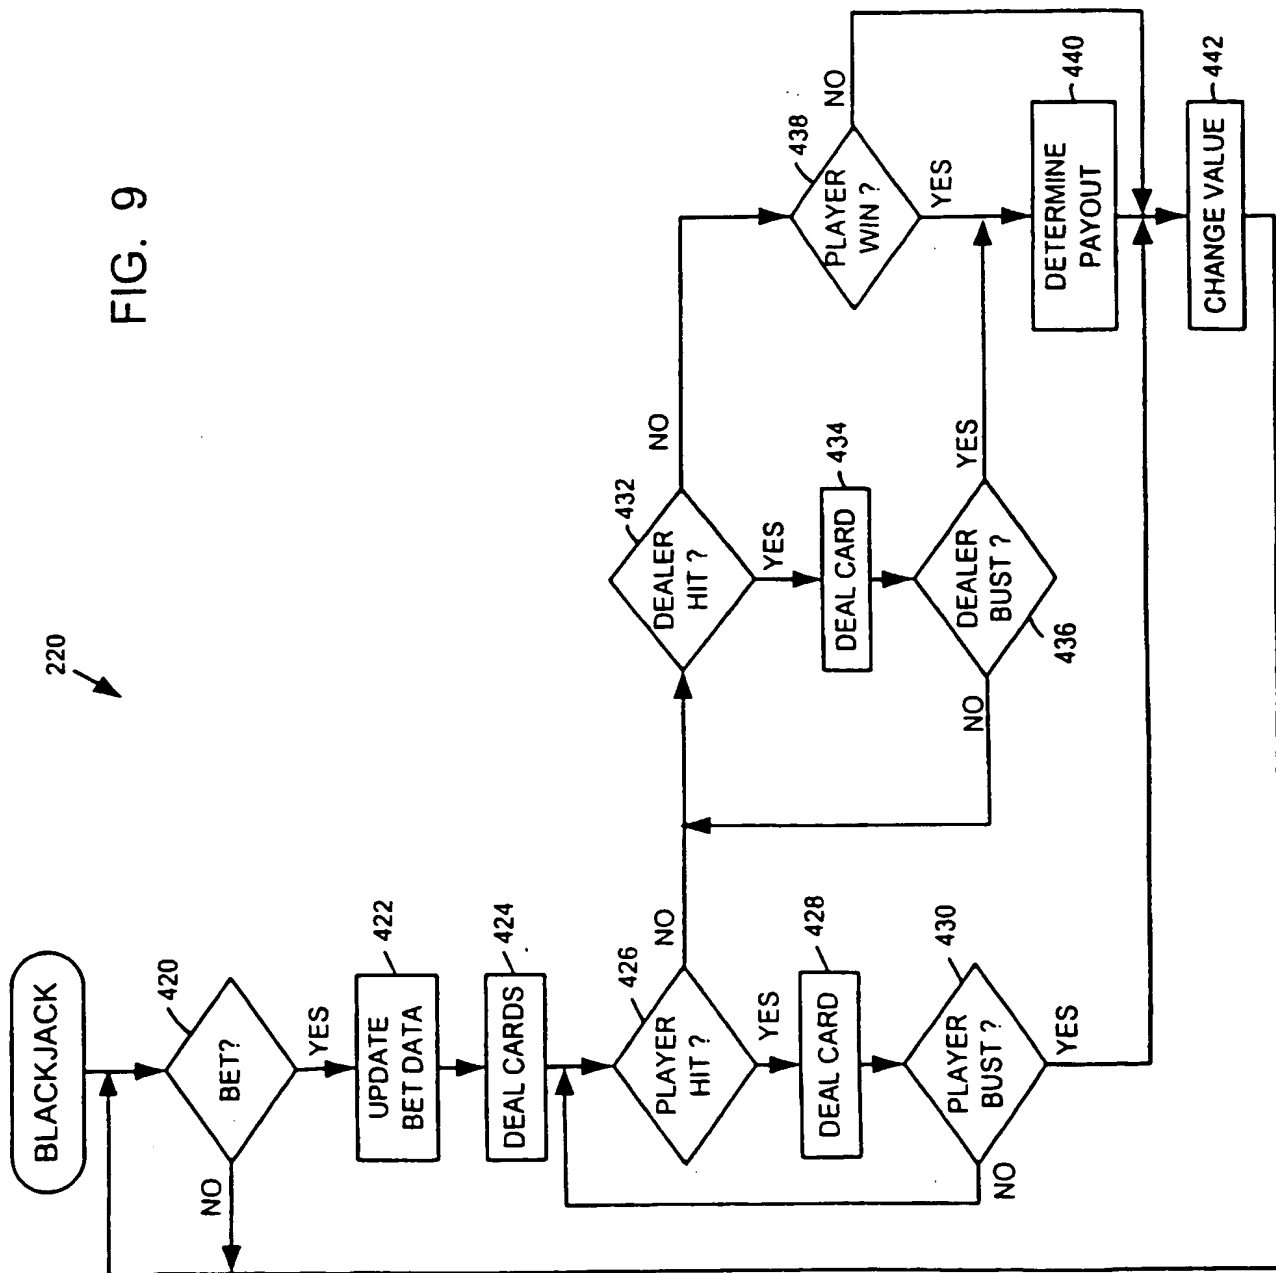 FIG. 9
220
BLACKJACK
420
BET?
NO
YES
422
UPDATE
BET DATA
424
DEAL CARDS
426
PLAYER
HIT ?
NO
YES
428
DEAL CARD
430
PLAYER
BUST ?
NO
YES
432
DEALER
HIT ?
NO
YES
434
DEAL CARD
436
DEALER
BUST ?
NO
YES
438
PLAYER
WIN ?
NO
YES
440
DETERMINE
PAYOUT
442
CHANGE VALUE